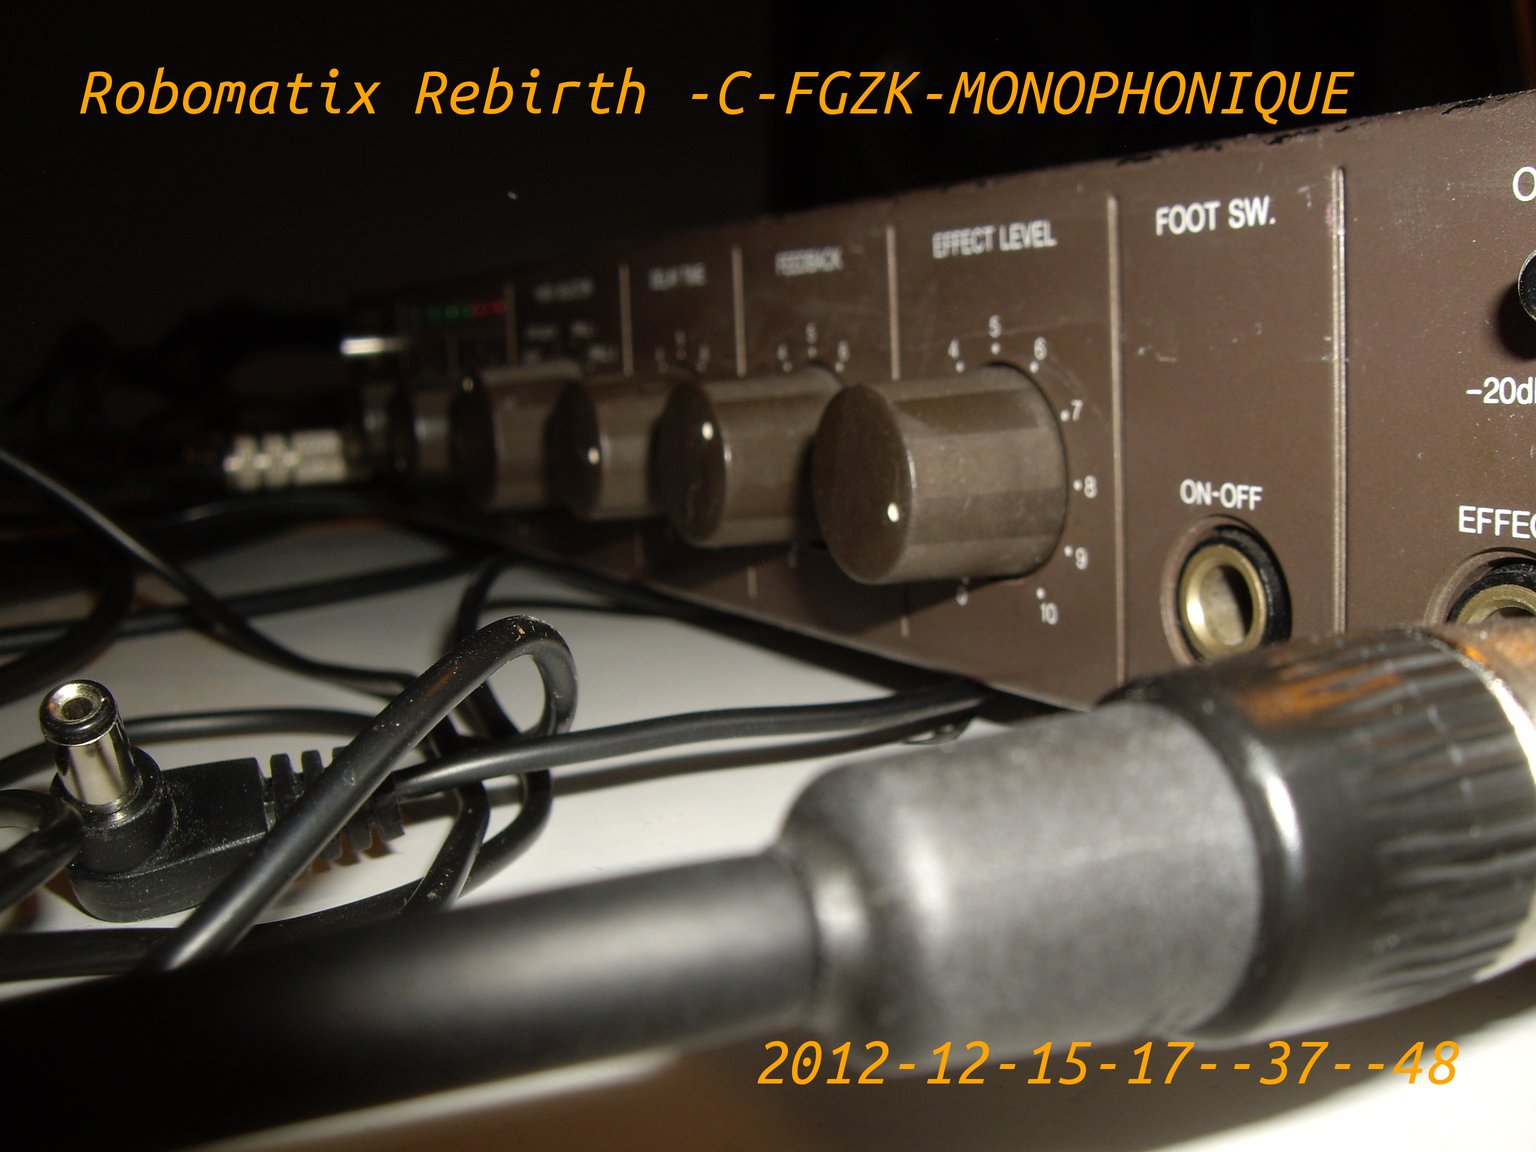 Robomatix Rebirth -C-FGZK-MONOPHONIQUE
FEEDBACK
EFFECT LEVEL
FOOT SW.
5
4 6
7
8
9
10
-20d
ON-OFF
EFFEC
2012-12-15-17--37--48